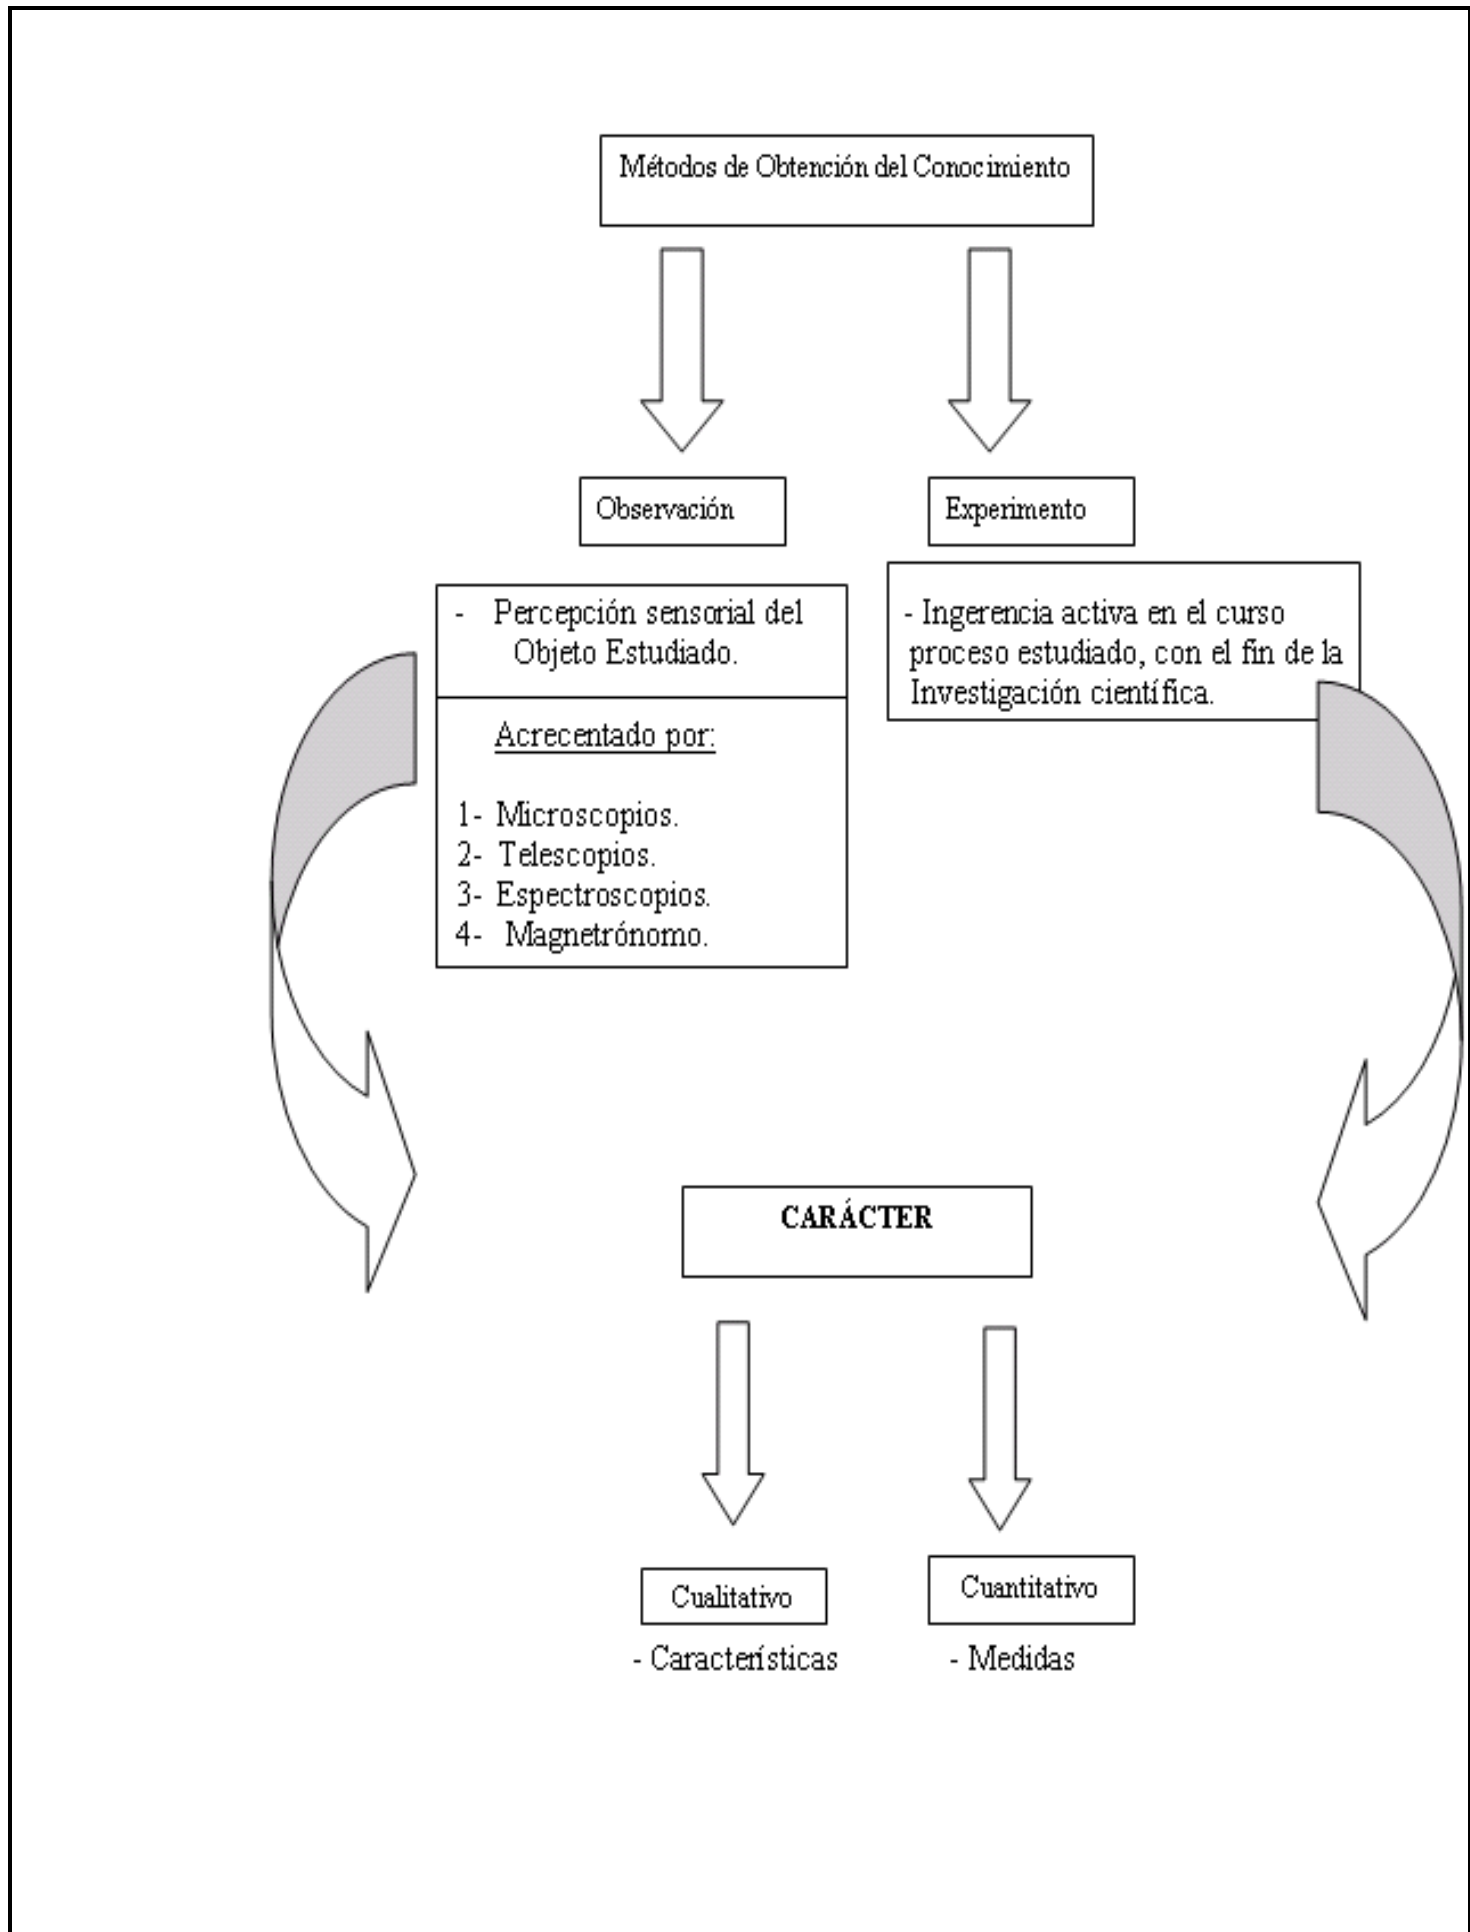 Métodos de Obtención del Conocimiento
Observación
Experimento
- Percepción sensorial del
Objeto Estudiado.
Acrecentado por:
1- Microscopios.
2- Telescopios.
3- Espectroscopios.
4- Magnetrónomo.
- Ingerencia activa en el curso
proceso estudiado, con el fin de la
Investigación científica.
CARÁCTER
Cualitativo
- Características
Cuantitativo
- Medidas